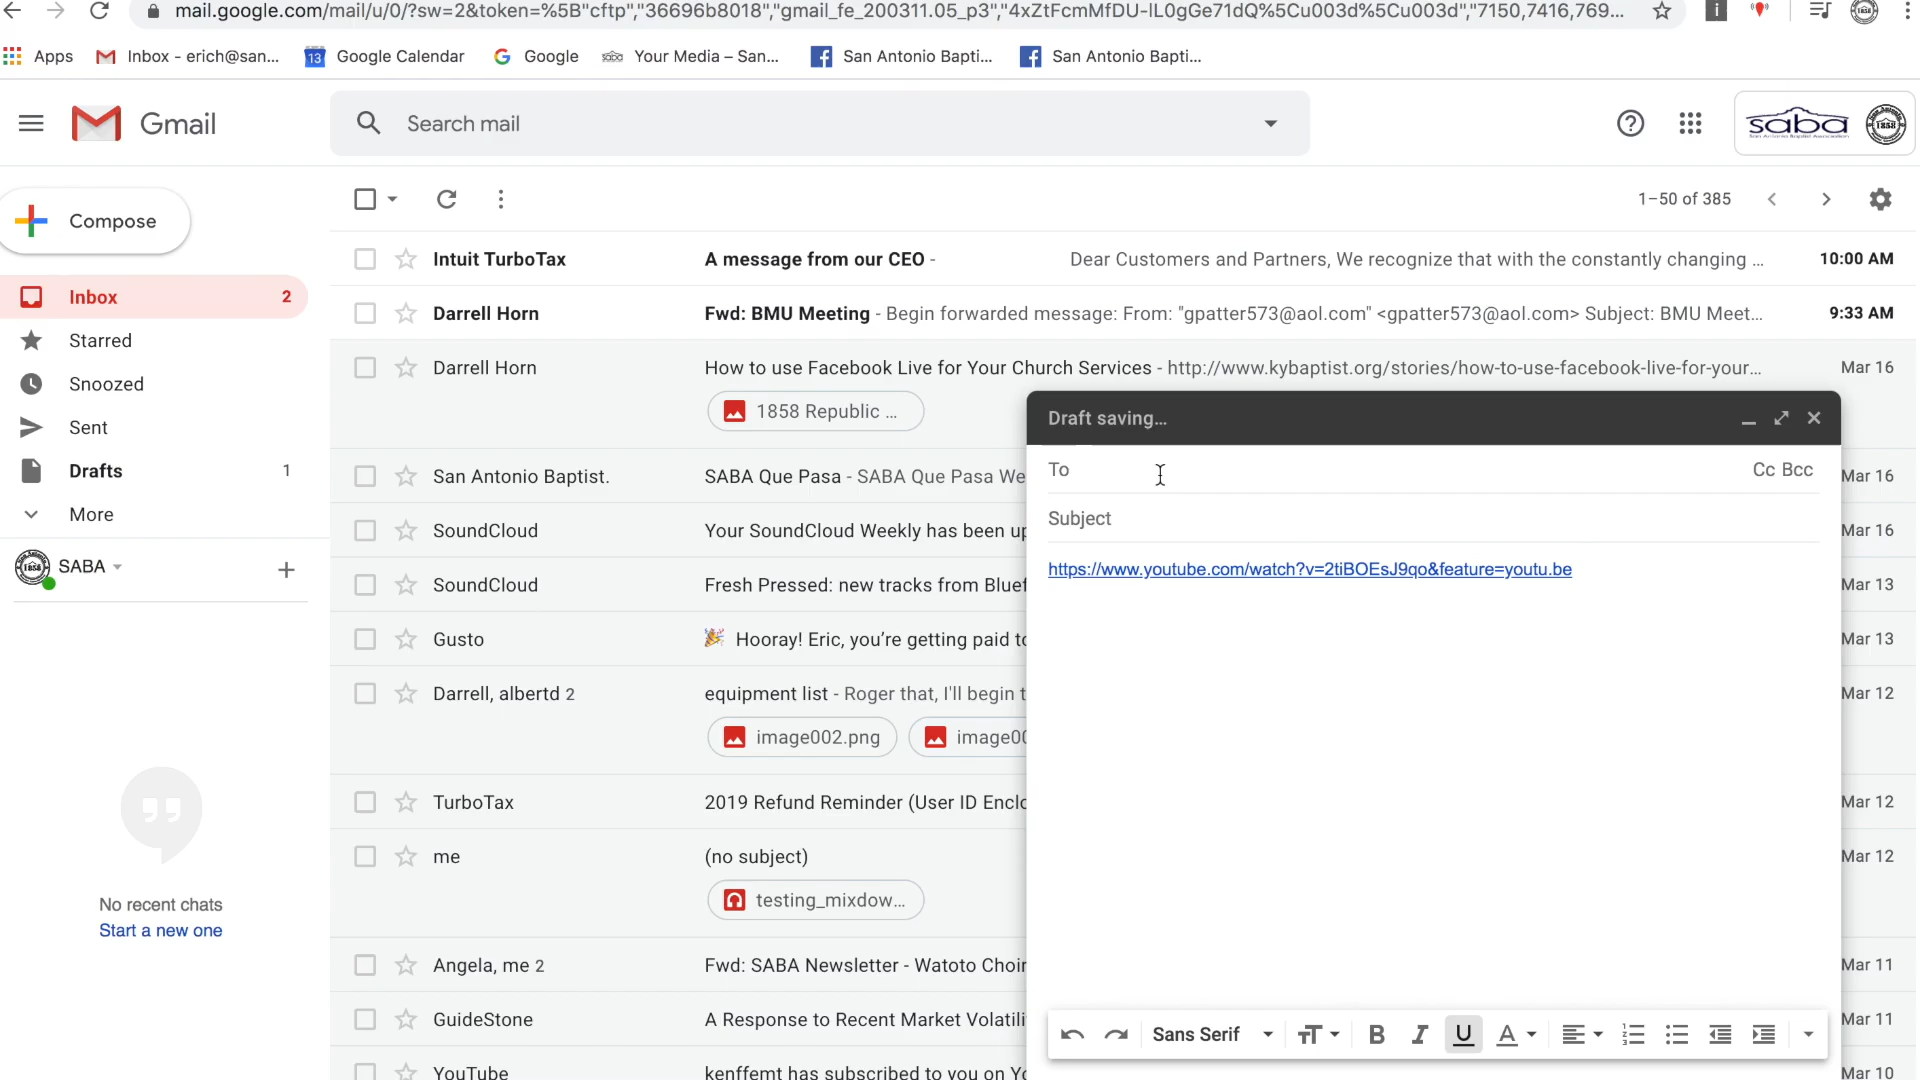 mail.google.com/mail/u/0/?sw=2&token=%5B"cftp","36696b8018","gmail_fe_200311.05_p3","4xZtFcmMfDU-lL0gGe71dQ%5Cu003d%5Cu003d","7150,7416,769...
Apps Inbox - erich@san... 13 Google Calendar Google Your Media – San... San Antonio Bapti... San Antonio Bapti...
Gmail Search mail saba San Antonio Baptist Association 1858
Compose 1–50 of 385
Intuit TurboTax A message from our CEO - Dear Customers and Partners, We recognize that with the constantly changing ... 10:00 AM
Inbox 2
Darrell Horn Fwd: BMU Meeting - Begin forwarded message: From: "gpatter573@aol.com" <gpatter573@aol.com> Subject: BMU Meet... 9:33 AM
Starred
Darrell Horn How to use Facebook Live for Your Church Services - http://www.kybaptist.org/stories/how-to-use-facebook-live-for-your... Mar 16
Snoozed
1858 Republic ...
Draft saving...
Sent
To Cc Bcc
Drafts 1
San Antonio Baptist. SABA Que Pasa - SABA Que Pasa We Mar 16
More
Subject
SoundCloud Your SoundCloud Weekly has been up Mar 16
SABA
https://www.youtube.com/watch?v=2tiBOEsJ9qo&feature=youtu.be
SoundCloud Fresh Pressed: new tracks from Bluef Mar 13
Gusto Hooray! Eric, you’re getting paid to Mar 13
Darrell, albertd 2 equipment list - Roger that, I'll begin t Mar 12
image002.png image00
TurboTax 2019 Refund Reminder (User ID Enclo Mar 12
me (no subject) Mar 12
testing_mixdow...
No recent chats
Start a new one
Angela, me 2 Fwd: SABA Newsletter - Watoto Choir Mar 11
GuideStone A Response to Recent Market Volatili Mar 11
Sans Serif B I U A
YouTube kenffemt has subscribed to you on Yo Mar 10